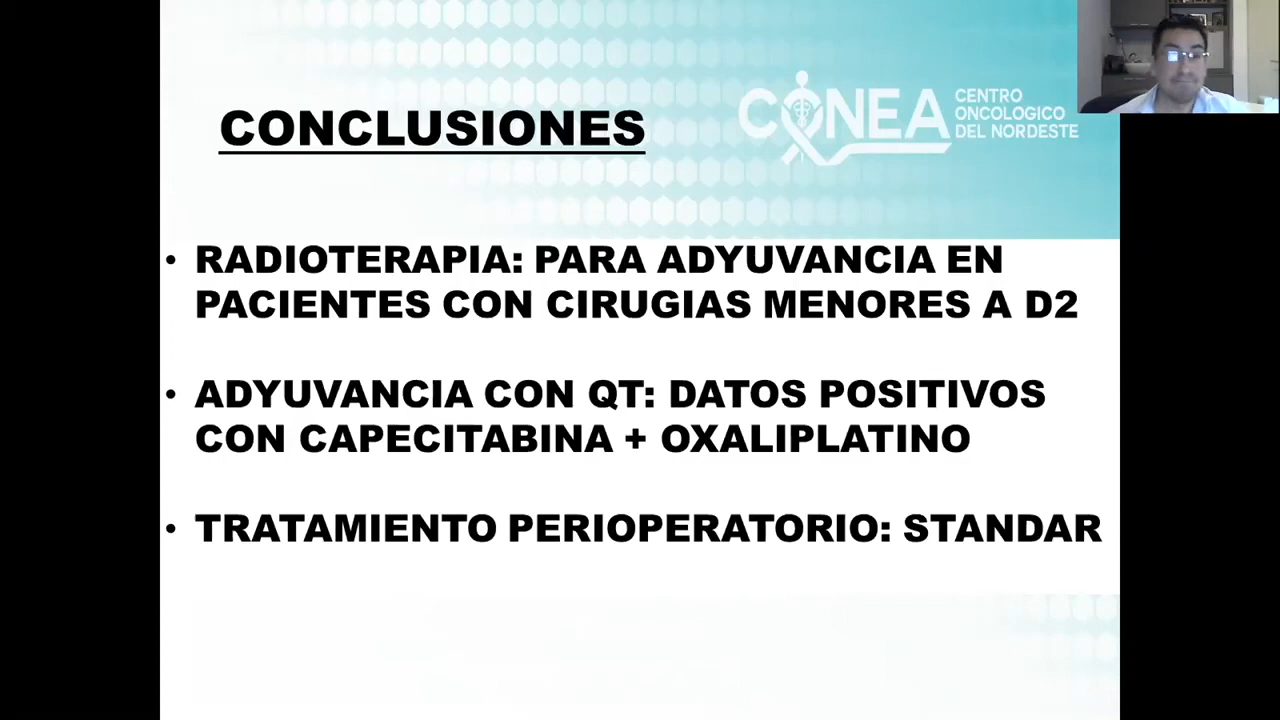 CONEA
CENTRO
ONCOLOGICO
DEL NORDESTE
CONCLUSIONES
• RADIOTERAPIA: PARA ADYUVANCIA EN
PACIENTES CON CIRUGIAS MENORES A D2
• ADYUVANCIA CON QT: DATOS POSITIVOS
CON CAPECITABINA + OXALIPLATINO
• TRATAMIENTO PERIOPERATORIO: STANDAR